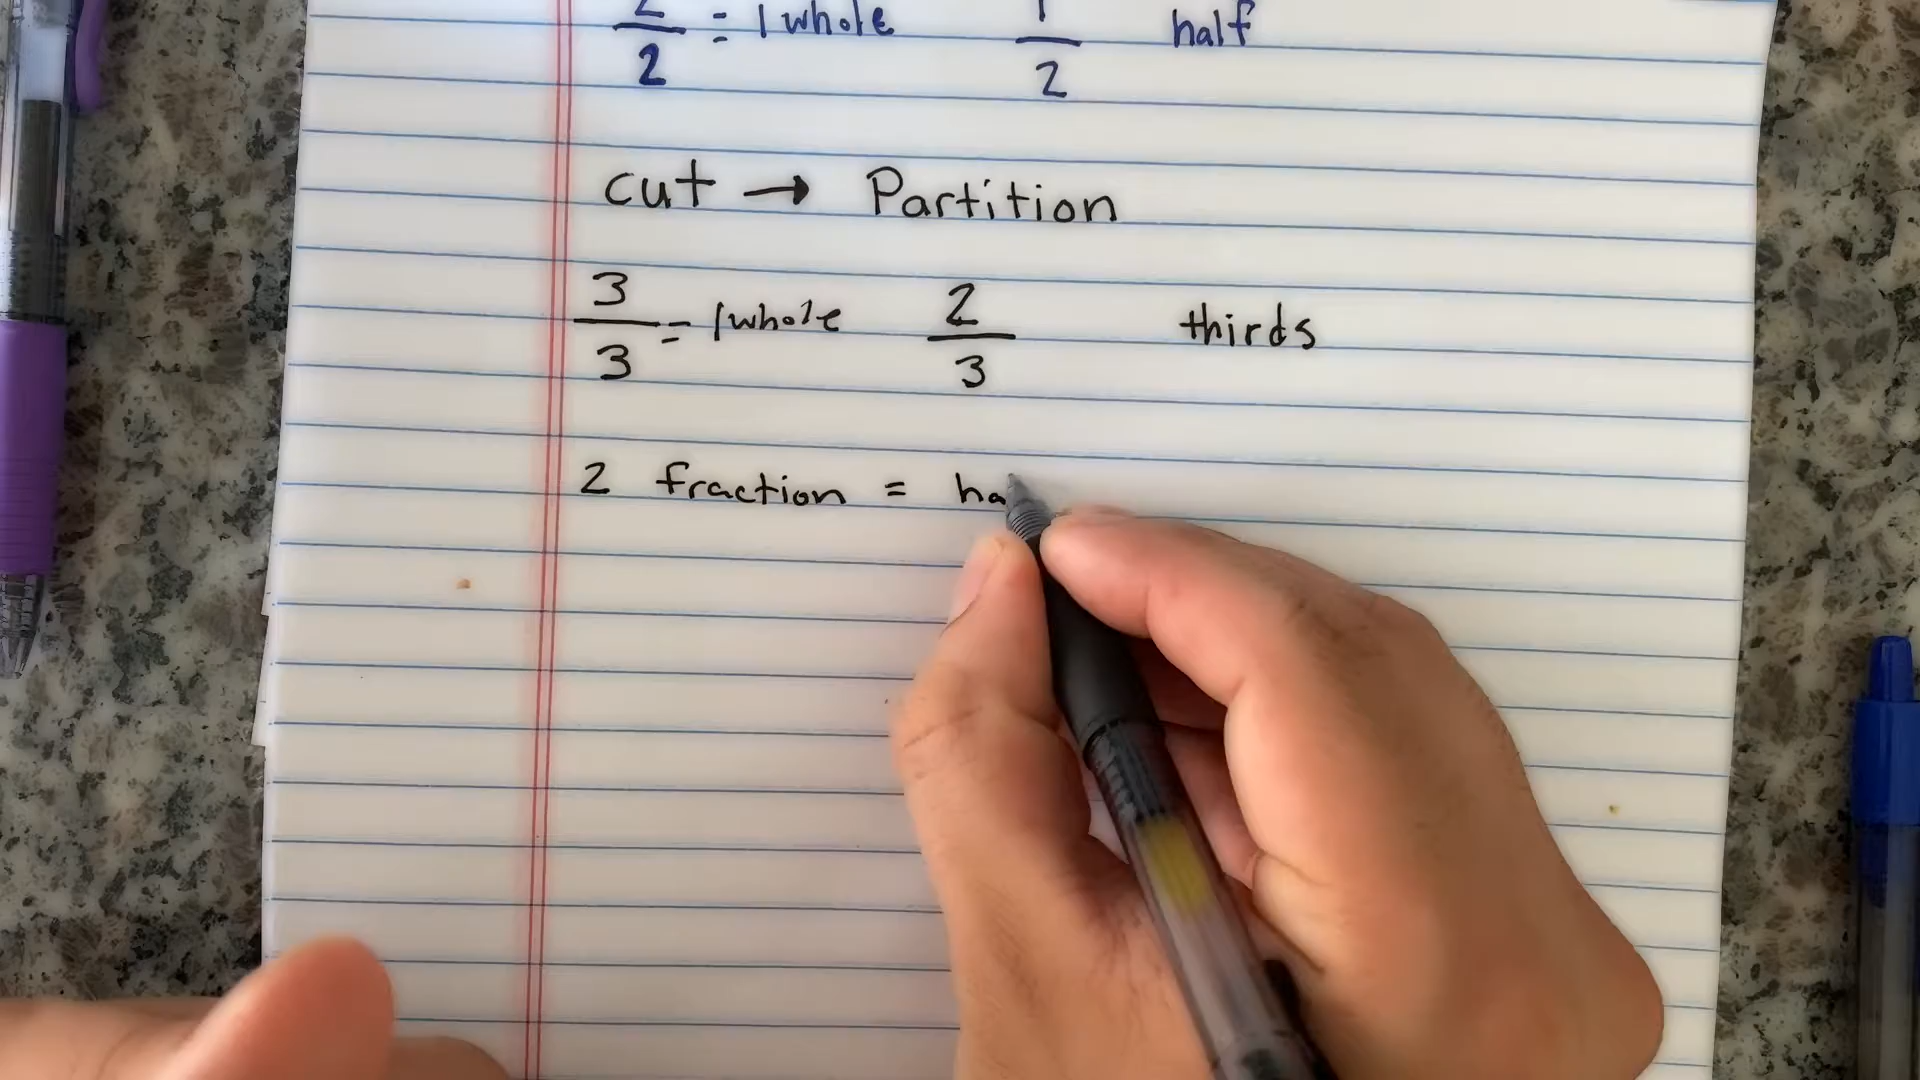 2/2 = 1 whole 1/2 half
cut → Partition
3/3 = 1 whole 2/3 thirds
2 fraction = ha